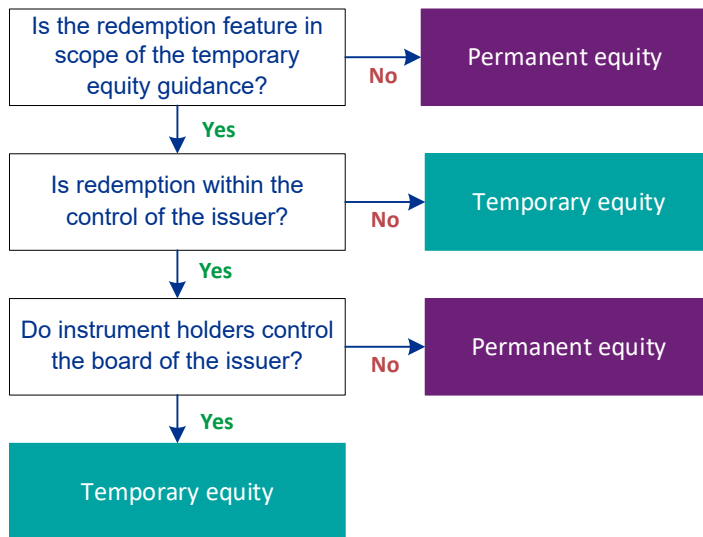 Is the redemption feature in
scope of the temporary
equity guidance?
No
Permanent equity
Yes
Is redemption within the
control of the issuer?
No
Temporary equity
Yes
Do instrument holders control
the board of the issuer?
No
Permanent equity
Yes
Temporary equity